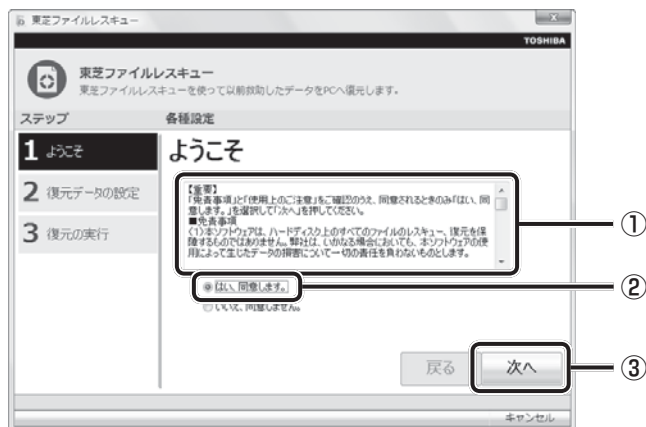 東芝ファイルレスキュー
TOSHIBA
東芝ファイルレスキュー
東芝ファイルレスキューを使って以前救助したデータをPCへ復元します。
ステップ
各種設定
1 ようこそ
2 復元データの設定
3 復元の実行
ようこそ
【重要】
「免責事項」と「使用上のご注意」をご確認のうえ、同意されるときのみ「はい、同
意します。」を選択して「次へ」を押してください。
■免責事項
(1)本ソフトウェアは、ハードディスク上のすべてのファイルのレスキュー、復元を保
障するものではありません。弊社は、いかなる場合においても、本ソフトウェアの使
用によって生じたデータの損害について一切の責任を負わないものとします。
①
はい、同意します。
②
いいえ、同意しません。
戻る
次へ
③
キャンセル